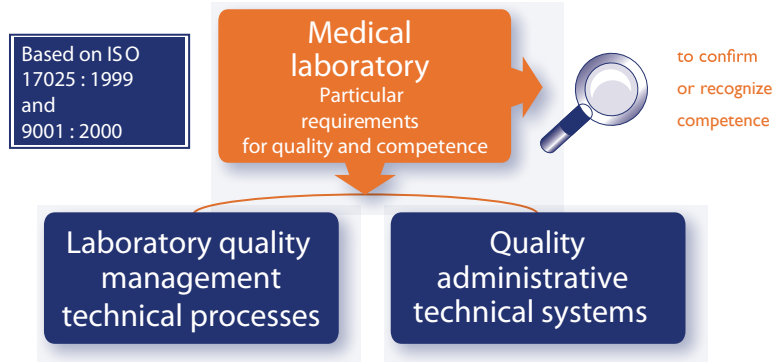 Based on ISO
17025 : 1999
and
9001 : 2000
Medical
laboratory
Particular
requirements
for quality and competence
to confirm
or recognize
competence
Laboratory quality
management
technical processes
Quality
administrative
technical systems